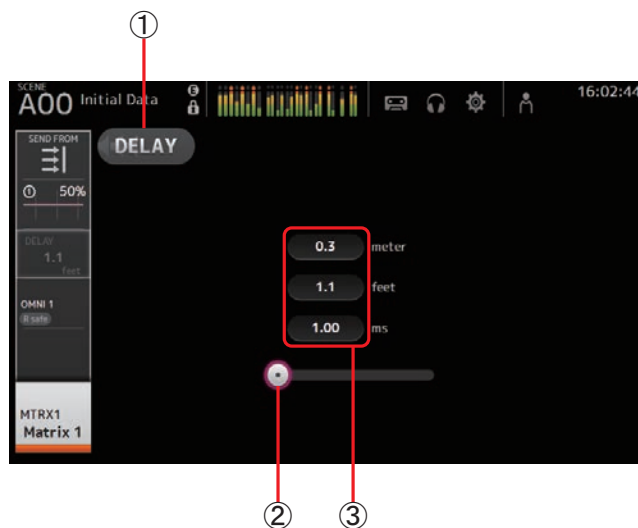 ①
SCENE
A00 Initial Data
E
16:02:44
SEND FROM
DELAY
① 50%
0.3 meter
DELAY
1.1
feet
1.1 feet
OMNI 1
R safe
1.00 ms
MTRX1
Matrix 1
② ③